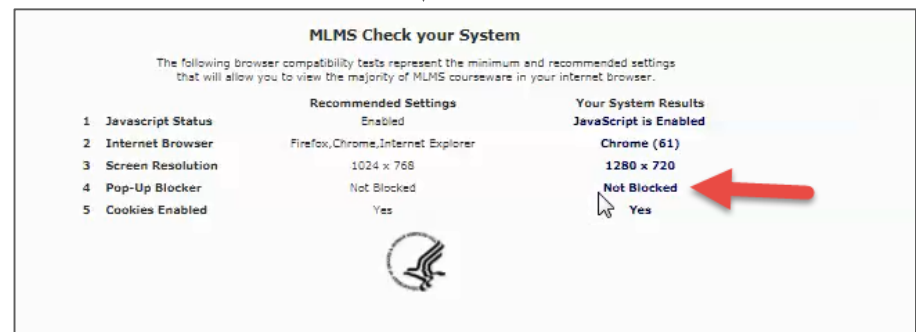 MLMS Check your System
The following browser compatibility tests represent the minimum and recommended settings
that will allow you to view the majority of MLMS courseware in your internet browser.
Recommended Settings Your System Results
1 Javascript Status Enabled JavaScript is Enabled
2 Internet Browser Firefox,Chrome,Internet Explorer Chrome (61)
3 Screen Resolution 1024 x 768 1280 x 720
4 Pop-Up Blocker Not Blocked Not Blocked
5 Cookies Enabled Yes Yes